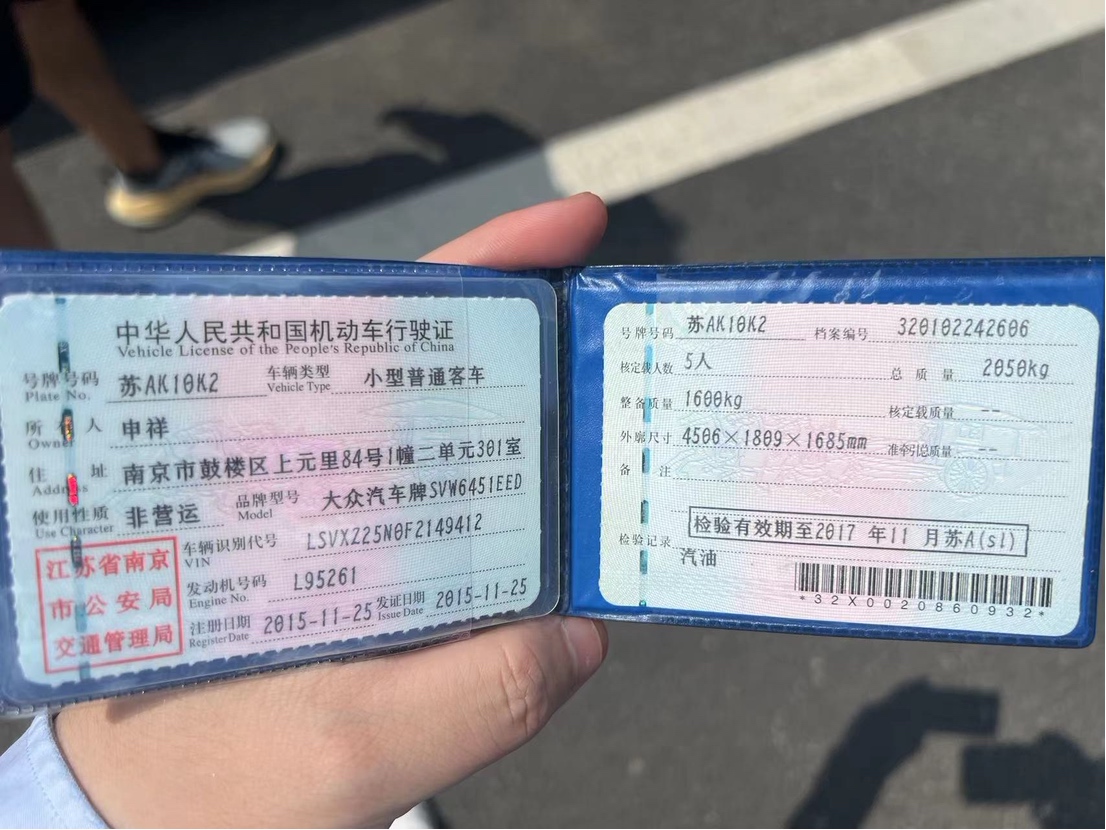 中华人民共和国机动车行驶证
Vehicle License of the People's Republic of China
号牌号码 Plate No. 苏AK10K2 车辆类型 Vehicle Type 小型普通客车
所有人 Owner 申祥
住址 Address 南京市鼓楼区上元里84号1幢二单元301室
使用性质 Use Character 非营运 品牌型号 Model 大众汽车牌SVW6451EED
江苏省南京
市公安局
交通管理局
车辆识别代号 VIN LSVX225N0F2149412
发动机号码 Engine No. L95261
注册日期 Register Date 2015-11-25 发证日期 Issue Date 2015-11-25
号牌号码 苏AK10K2 档案编号 320102242606
核定载人数 5人 总质量 2050kg
整备质量 1600kg 核定载质量 --
外廓尺寸 4506×1809×1685mm 准牵引总质量 --
备注
检验记录 检验有效期至2017 年11 月苏A(sl)
汽油
*32X0020860932*